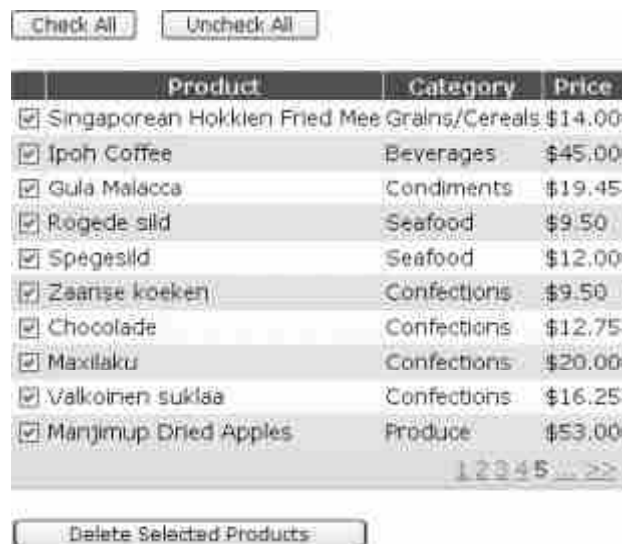 Check All Uncheck All
Product Category Price
Singaporean Hokkien Fried Mee Grains/Cereals $14.00
Ipoh Coffee Beverages $45.00
Gula Malacca Condiments $19.45
Rogede sild Seafood $9.50
Spegesild Seafood $12.00
Zaanse koeken Confections $9.50
Chocolade Confections $12.75
Maxilaku Confections $20.00
Valkoinen suklaa Confections $16.25
Manjimup Dried Apples Produce $53.00
1 2 3 4 5 ... >>
Delete Selected Products